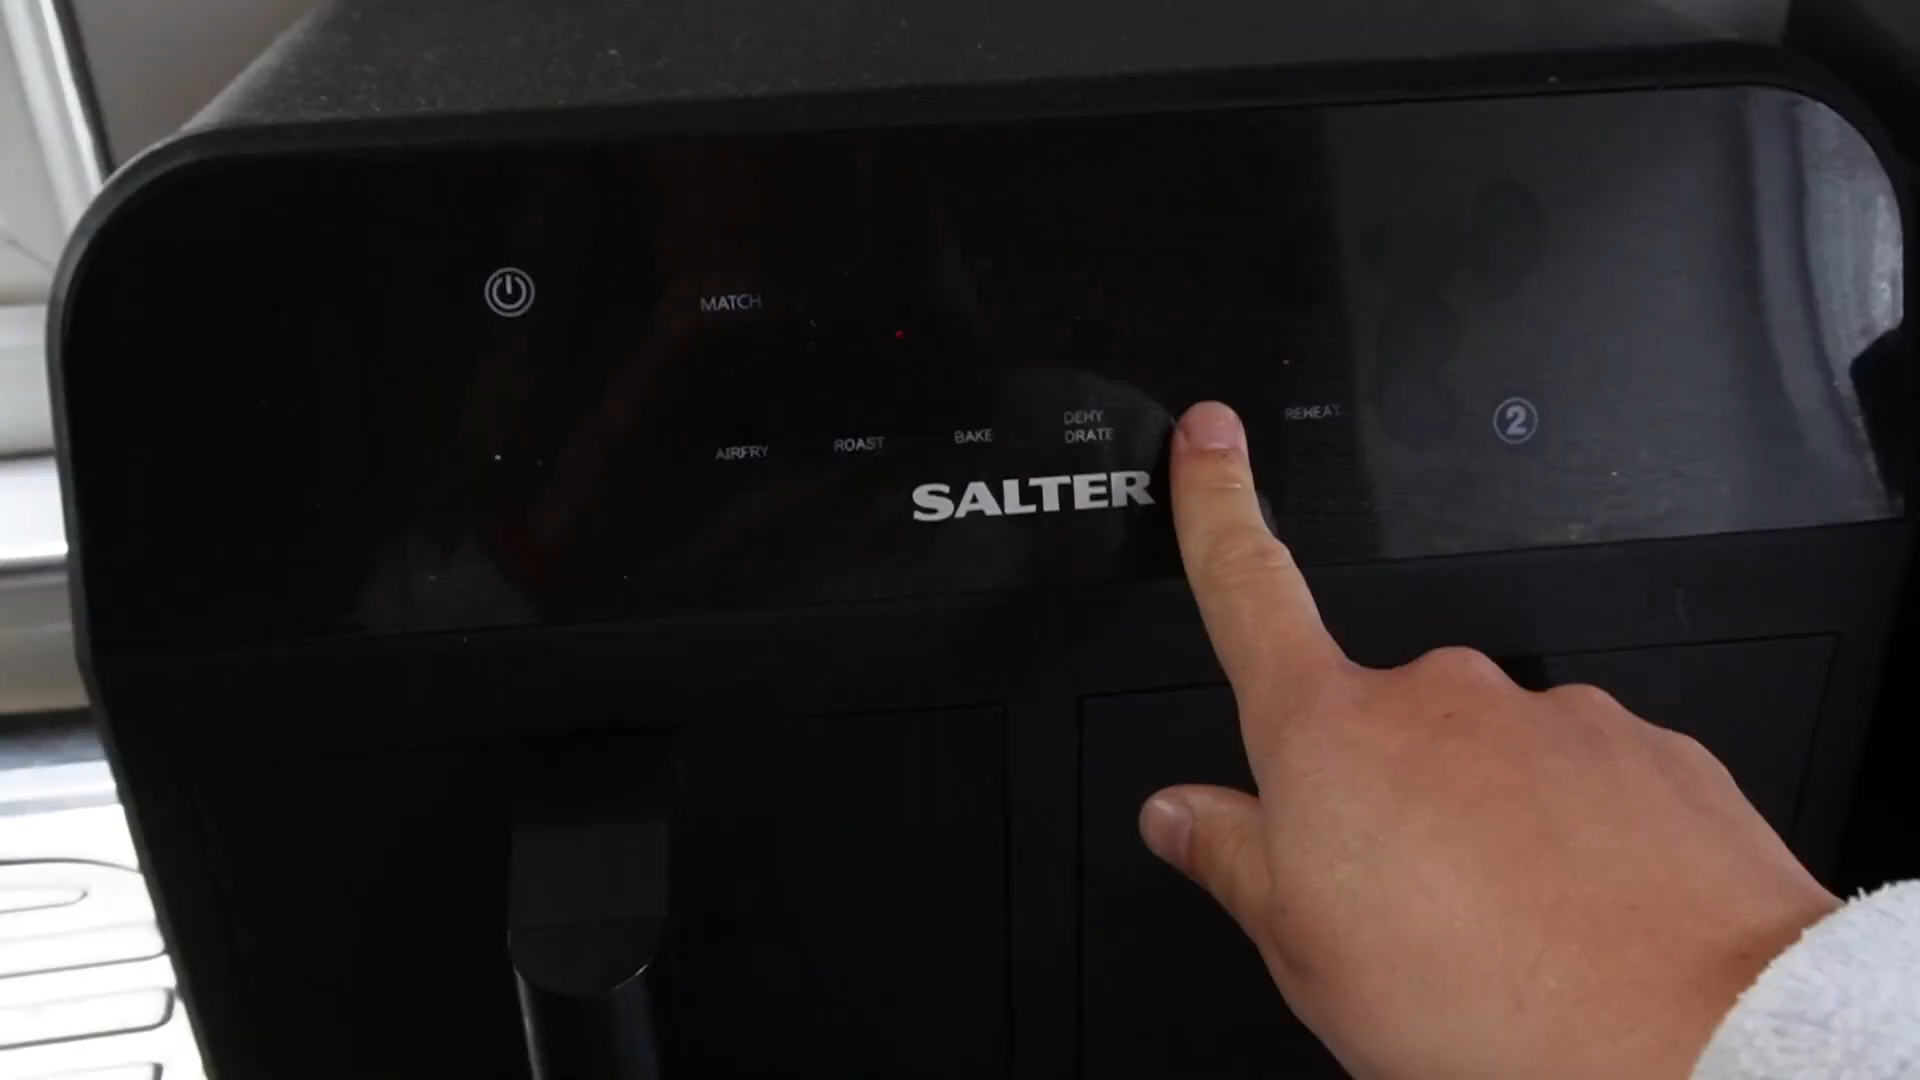 MATCH
AIRFRY
ROAST
BAKE
DEHY
DRATE
REHEAT
2
SALTER